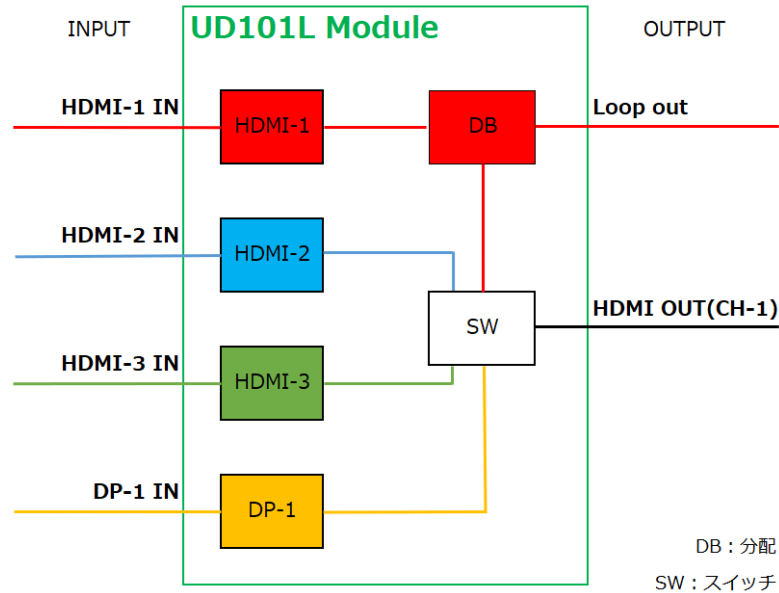 INPUT
UD101L Module
OUTPUT
HDMI-1 IN
HDMI-1
DB
Loop out
HDMI-2 IN
HDMI-2
SW
HDMI OUT(CH-1)
HDMI-3 IN
HDMI-3
DP-1 IN
DP-1
DB：分配
SW：スイッチ